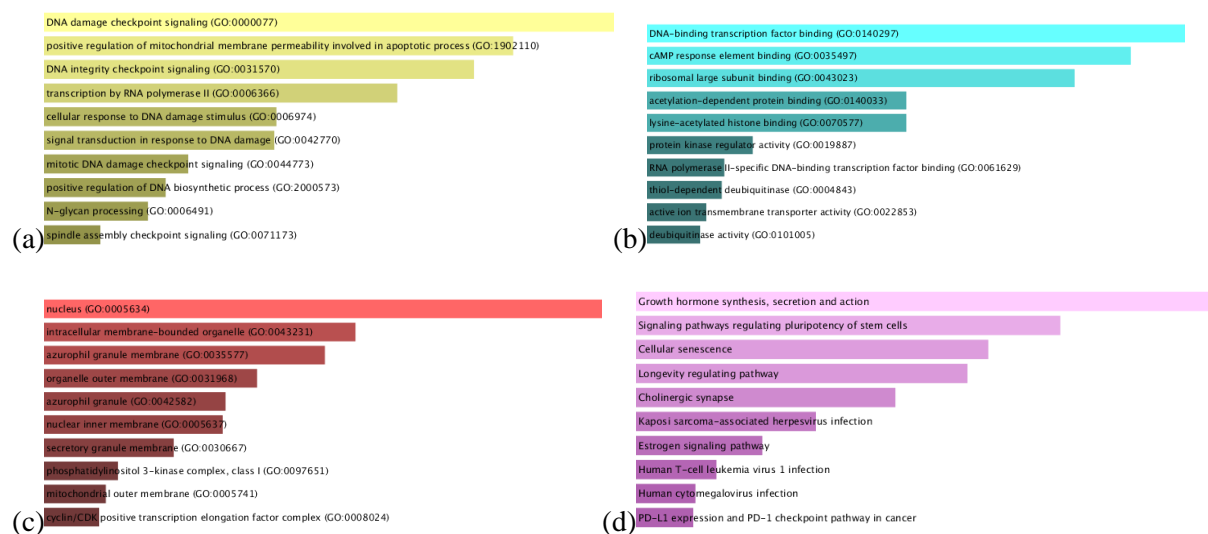 DNA damage checkpoint signaling (GO:0000077)
positive regulation of mitochondrial membrane permeability involved in apoptotic process (GO:1902110)
DNA integrity checkpoint signaling (GO:0031570)
transcription by RNA polymerase II (GO:0006366)
cellular response to DNA damage stimulus (GO:0006974)
signal transduction in response to DNA damage (GO:0042770)
mitotic DNA damage checkpoint signaling (GO:0044773)
positive regulation of DNA biosynthetic process (GO:2000573)
N-glycan processing (GO:0006491)
spindle assembly checkpoint signaling (GO:0071173)
(a)
DNA-binding transcription factor binding (GO:0140297)
cAMP response element binding (GO:0035497)
ribosomal large subunit binding (GO:0043023)
acetylation-dependent protein binding (GO:0140033)
lysine-acetylated histone binding (GO:0070577)
protein kinase regulator activity (GO:0019887)
RNA polymerase II-specific DNA-binding transcription factor binding (GO:0061629)
thiol-dependent deubiquitinase (GO:0004843)
active ion transmembrane transporter activity (GO:0022853)
deubiquitinase activity (GO:0101005)
(b)
nucleus (GO:0005634)
intracellular membrane-bounded organelle (GO:0043231)
azurophil granule membrane (GO:0035577)
organelle outer membrane (GO:0031968)
azurophil granule (GO:0042582)
nuclear inner membrane (GO:0005637)
secretory granule membrane (GO:0030667)
phosphatidylinositol 3-kinase complex, class I (GO:0097651)
mitochondrial outer membrane (GO:0005741)
cyclin/CDK positive transcription elongation factor complex (GO:0008024)
(c)
Growth hormone synthesis, secretion and action
Signaling pathways regulating pluripotency of stem cells
Cellular senescence
Longevity regulating pathway
Cholinergic synapse
Kaposi sarcoma-associated herpesvirus infection
Estrogen signaling pathway
Human T-cell leukemia virus 1 infection
Human cytomegalovirus infection
PD-L1 expression and PD-1 checkpoint pathway in cancer
(d)